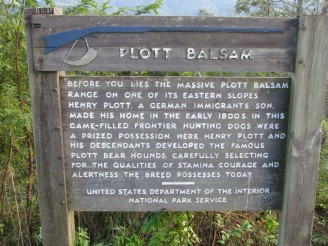 PLOTT BALSAM
BEFORE YOU LIES THE MASSIVE PLOTT BALSAM
RANGE ON ONE OF ITS EASTERN SLOPES
HENRY PLOTT, A GERMAN IMMIGRANTS SON,
MADE HIS HOME IN THE EARLY 1800S IN THIS
GAME-FILLED FRONTIER HUNTING DOGS WERE
A PRIZED POSSESSION HERE HENRY PLOTT AND
HIS DESCENDANTS DEVELOPED THE FAMOUS
PLOTT BEAR HOUNDS CAREFULLY SELECTING
FOR THE QUALITIES OF STAMINA COURAGE AND
ALERTNESS THE BREED POSSESSES TODAY
UNITED STATES DEPARTMENT OF THE INTERIOR
NATIONAL PARK SERVICE